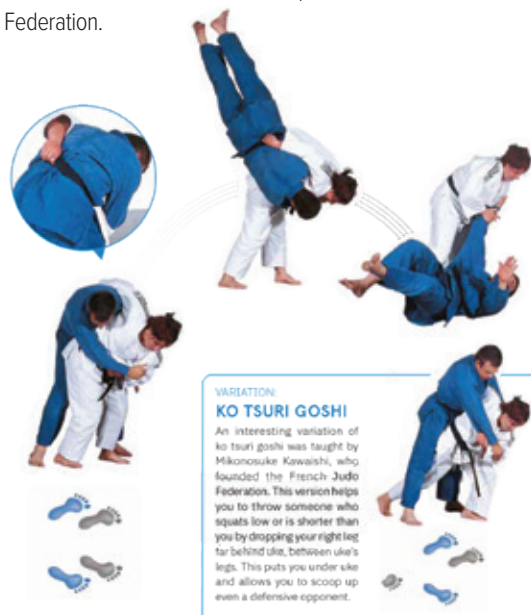 Federation.
VARIATION:
KO TSURI GOSHI
An interesting variation of
ko tsuri goshi was taught by
Mikonosuke Kawaishi, who
founded the French Judo
Federation. This version helps
you to throw someone who
squats low or is shorter than
you by dropping your right leg
far behind uke, between uke's
legs. This puts you under uke
and allows you to scoop up
even a defensive opponent.